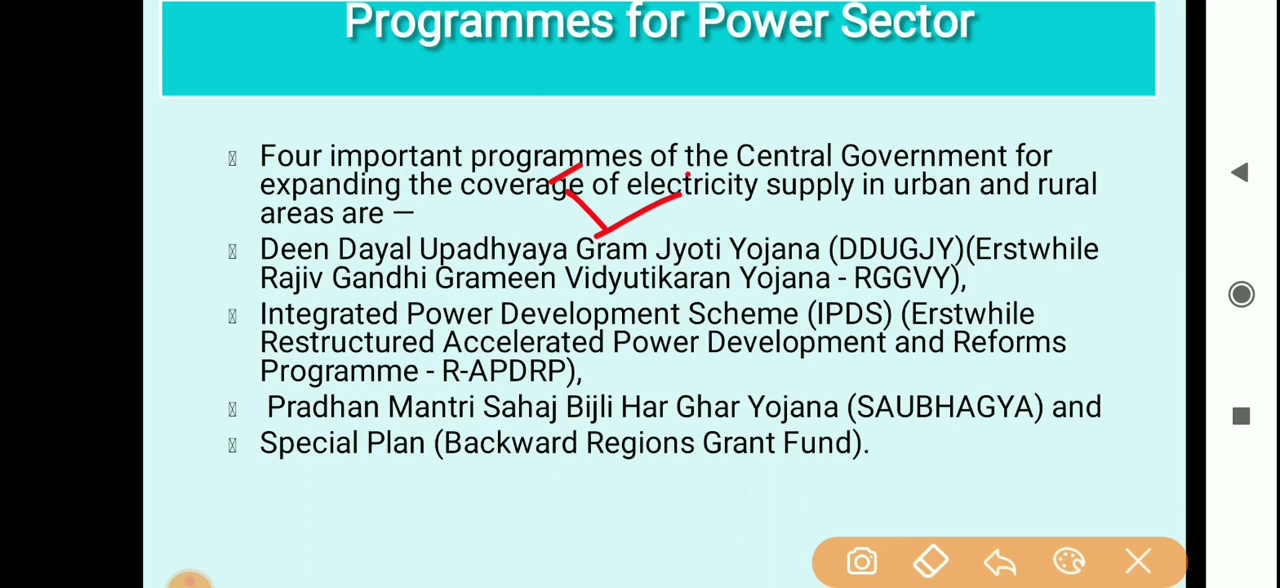 Programmes for Power Sector
Four important programmes of the Central Government for
expanding the coverage of electricity supply in urban and rural
areas are —
Deen Dayal Upadhyaya Gram Jyoti Yojana (DDUGJY)(Erstwhile
Rajiv Gandhi Grameen Vidyutikaran Yojana - RGGVY),
Integrated Power Development Scheme (IPDS) (Erstwhile
Restructured Accelerated Power Development and Reforms
Programme - R-APDRP),
Pradhan Mantri Sahaj Bijli Har Ghar Yojana (SAUBHAGYA) and
Special Plan (Backward Regions Grant Fund).